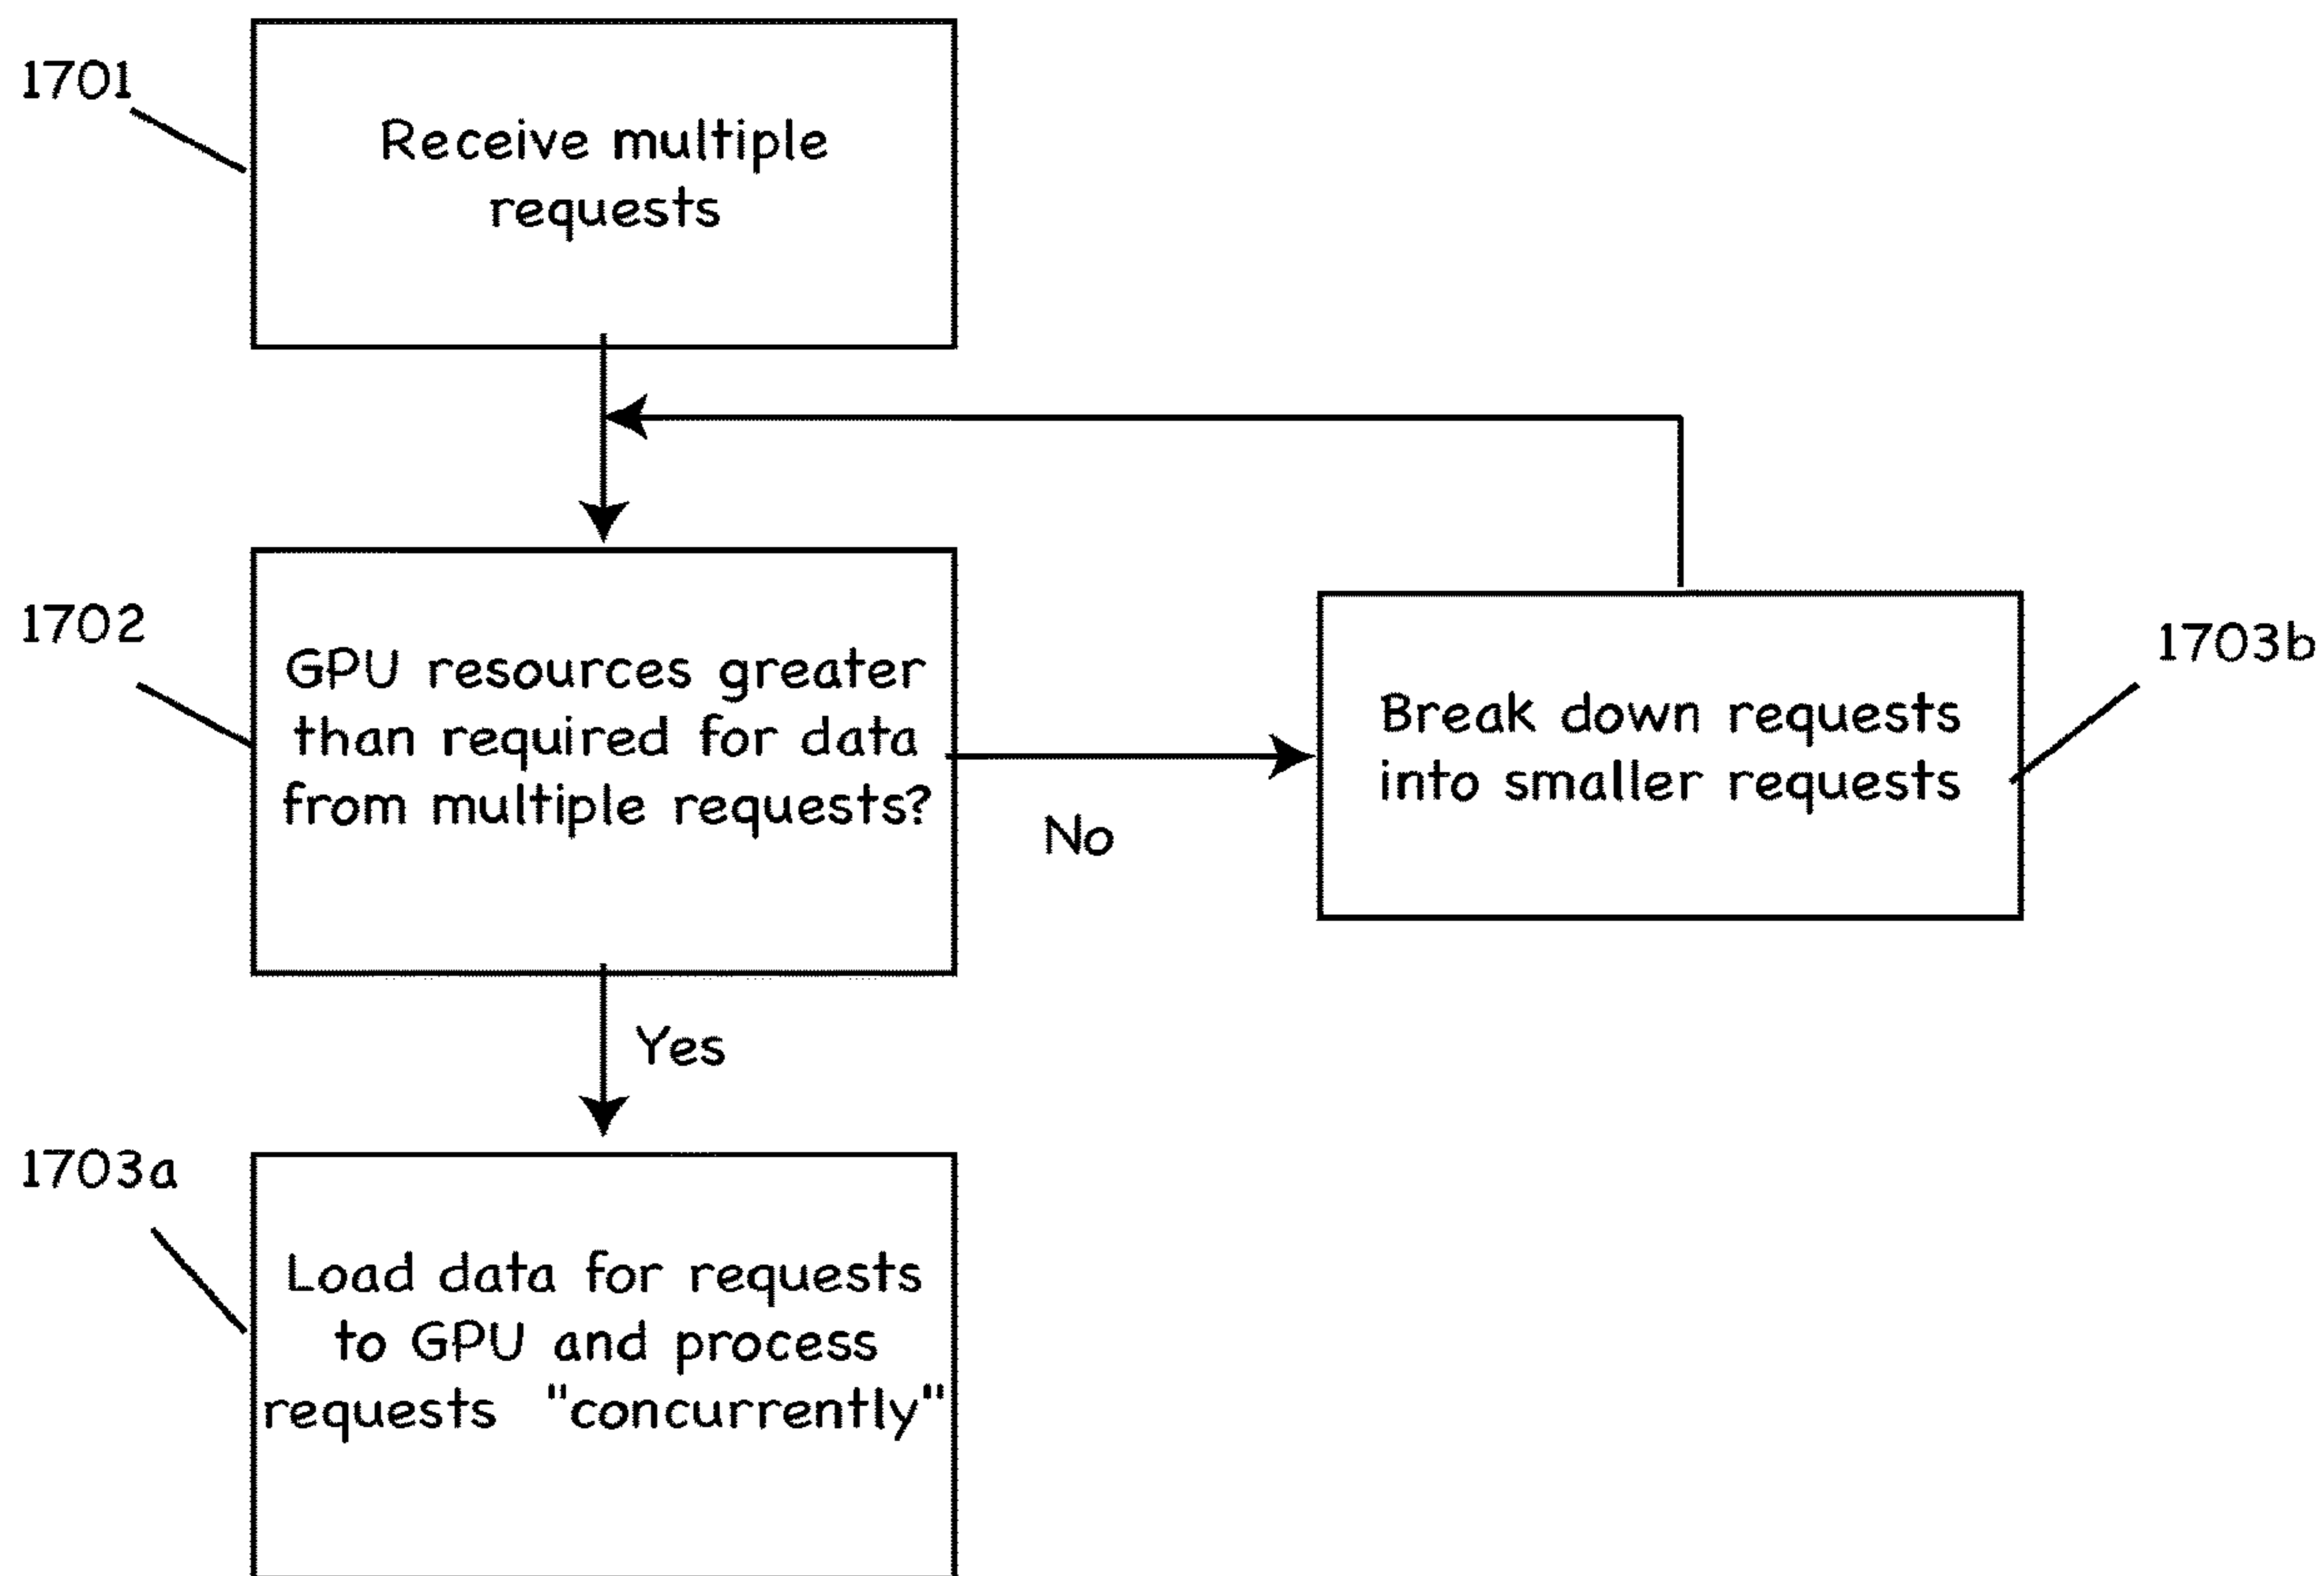 1701
Receive multiple
requests
1702
GPU resources greater
than required for data
from multiple requests?
No
Break down requests
into smaller requests
1703b
Yes
1703a
Load data for requests
to GPU and process
requests "concurrently"